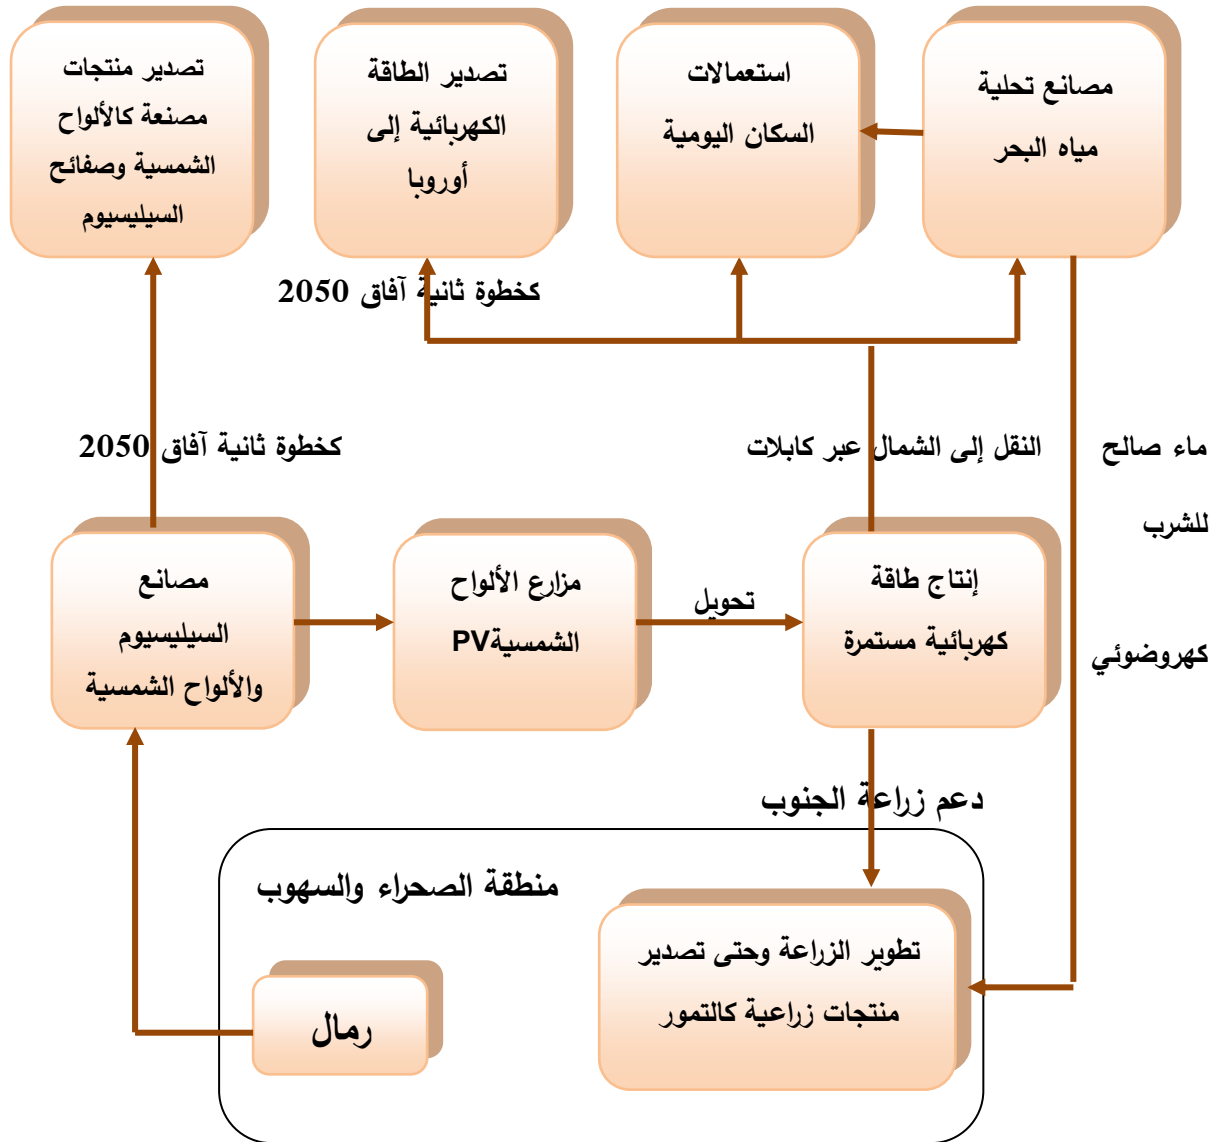 مصانع تحلية
مياه البحر
استعمالات
السكان اليومية
تصدير الطاقة
الكهربائية إلى
أوروبا
تصدير منتجات
مصنعة كالألواح
الشمسية وصفائح
السيليسيوم
كخطوة ثانية آفاق 2050
ماء صالح
للشرب
النقل إلى الشمال عبر كابلات
كخطوة ثانية آفاق 2050
كهروضوئي
إنتاج طاقة
كهربائية مستمرة
تحويل
مزارع الألواح
الشمسيةPV
مصانع
السيليسيوم
والألواح الشمسية
دعم زراعة الجنوب
منطقة الصحراء والسهوب
تطوير الزراعة وحتى تصدير
منتجات زراعية كالتمور
رمال